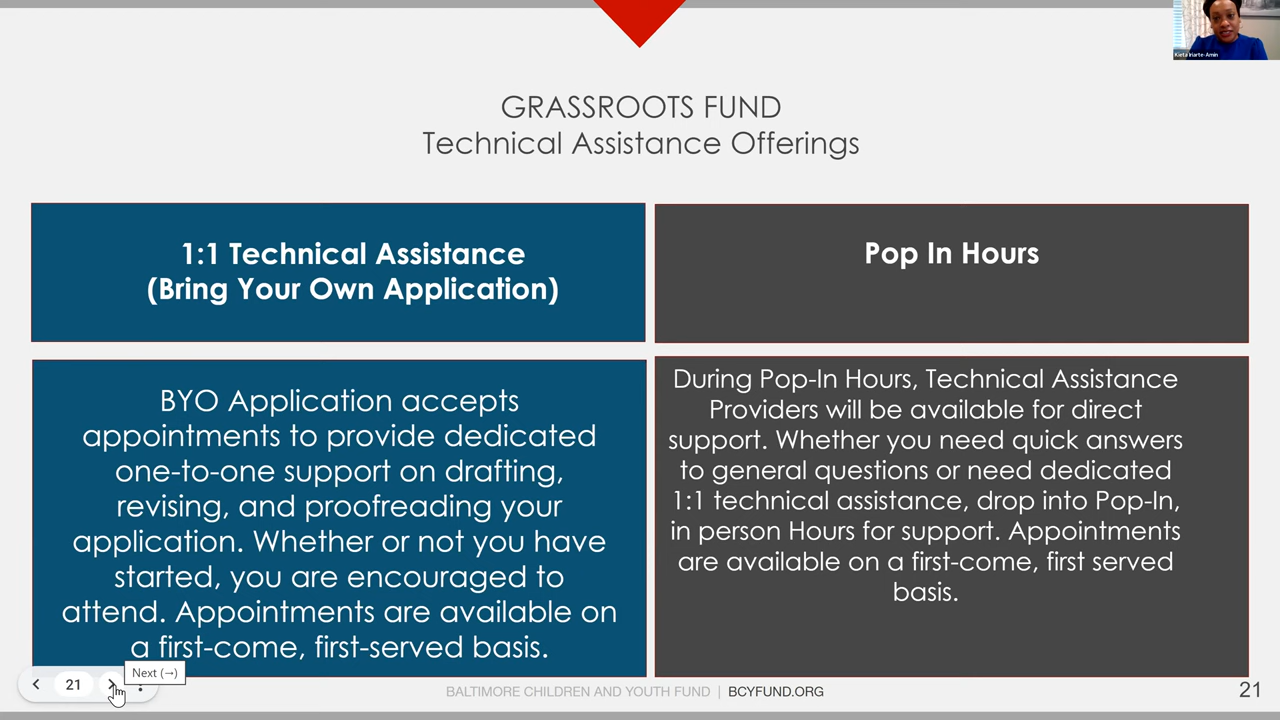 Kieta Iriarte-Amin
GRASSROOTS FUND
Technical Assistance Offerings
1:1 Technical Assistance
(Bring Your Own Application)
Pop In Hours
BYO Application accepts
appointments to provide dedicated
one-to-one support on drafting,
revising, and proofreading your
application. Whether or not you have
started, you are encouraged to
attend. Appointments are available on
a first-come, first-served basis.
During Pop-In Hours, Technical Assistance
Providers will be available for direct
support. Whether you need quick answers
to general questions or need dedicated
1:1 technical assistance, drop into Pop-In,
in person Hours for support. Appointments
are available on a first-come, first served
basis.
21
Next (→)
BALTIMORE CHILDREN AND YOUTH FUND | BCYFUND.ORG
21